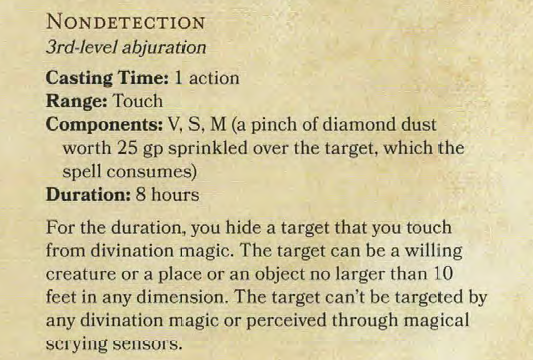 NONDETECTION
3rd-level abjuration
Casting Time: 1 action
Range: Touch
Components: V, S, M (a pinch of diamond dust
worth 25 gp sprinkled over the target, which the
spell consumes)
Duration: 8 hours
For the duration, you hide a target that you touch
from divination magic. The target can be a willing
creature or a place or an object no larger than 10
feet in any dimension. The target can't be targeted by
any divination magic or perceived through magical
scrying sensors.